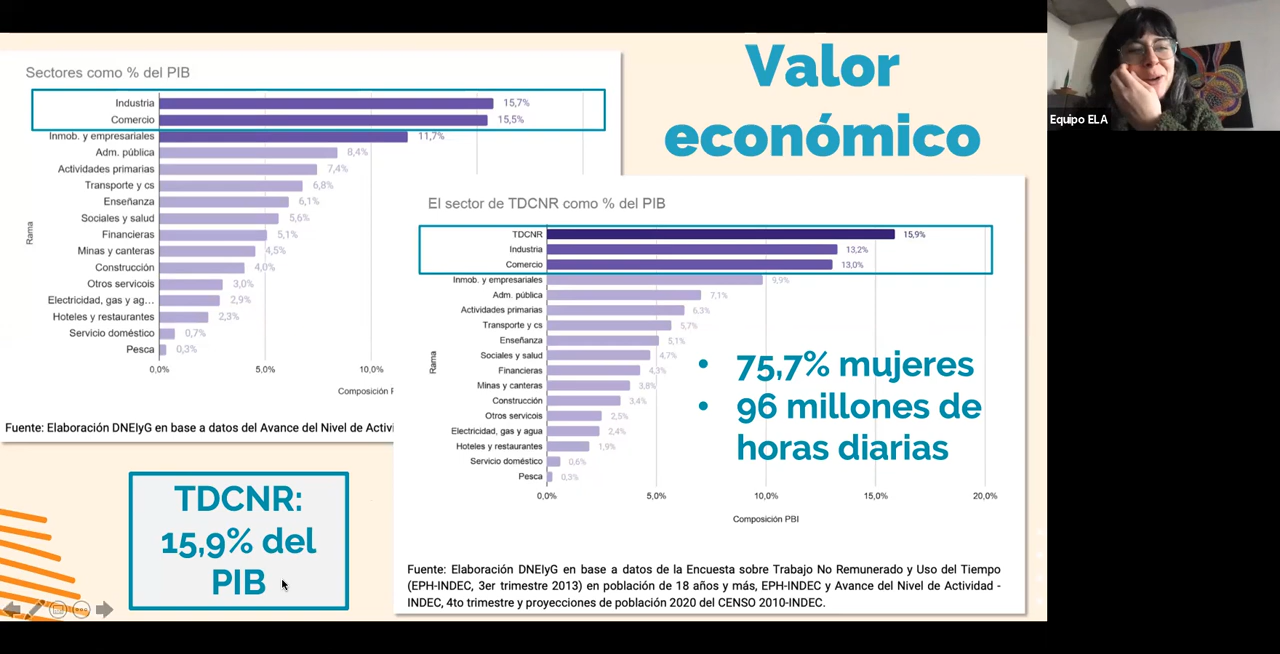 Valor
económico
Equipo ELA
Sectores como % del PIB
Industria 15,7%
Comercio 15,5%
Inmob. y empresariales 11,7%
Adm. pública 8,4%
Actividades primarias 7,4%
Transporte y cs 6,8%
Enseñanza 6,1%
Sociales y salud 5,6%
Financieras 5,1%
Minas y canteras 4,5%
Construcción 4,0%
Otros servicois 3,0%
Electricidad, gas y ag... 2,9%
Hoteles y restaurantes 2,3%
Servicio doméstico 0,7%
Pesca 0,3%
Rama
0,0% 5,0% 10,0%
Composición
Fuente: Elaboración DNEIyG en base a datos del Avance del Nivel de Activi
El sector de TDCNR como % del PIB
TDCNR 15,9%
Industria 13,2%
Comercio 13,0%
Inmob. y empresariales 9,9%
Adm. pública 7,1%
Actividades primarias 6.3%
Transporte y cs 5,7%
Enseñanza 5,1%
Sociales y salud 4,7%
Financieras 4,3%
Minas y canteras 3,8%
Construcción 3,4%
Otros servicois 2,5%
Electricidad, gas y agua 2,4%
Hoteles y restaurantes 1,9%
Servicio doméstico 0,6%
Pesca 0,3%
Rama
0,0% 5,0% 10,0% 15,0% 20,0%
Composición PBI
• 75,7% mujeres
• 96 millones de
horas diarias
Fuente: Elaboración DNEIyG en base a datos de la Encuesta sobre Trabajo No Remunerado y Uso del Tiempo
(EPH-INDEC, 3er trimestre 2013) en población de 18 años y más, EPH-INDEC y Avance del Nivel de Actividad -
INDEC, 4to trimestre y proyecciones de población 2020 del CENSO 2010-INDEC.
TDCNR:
15,9% del
PIB